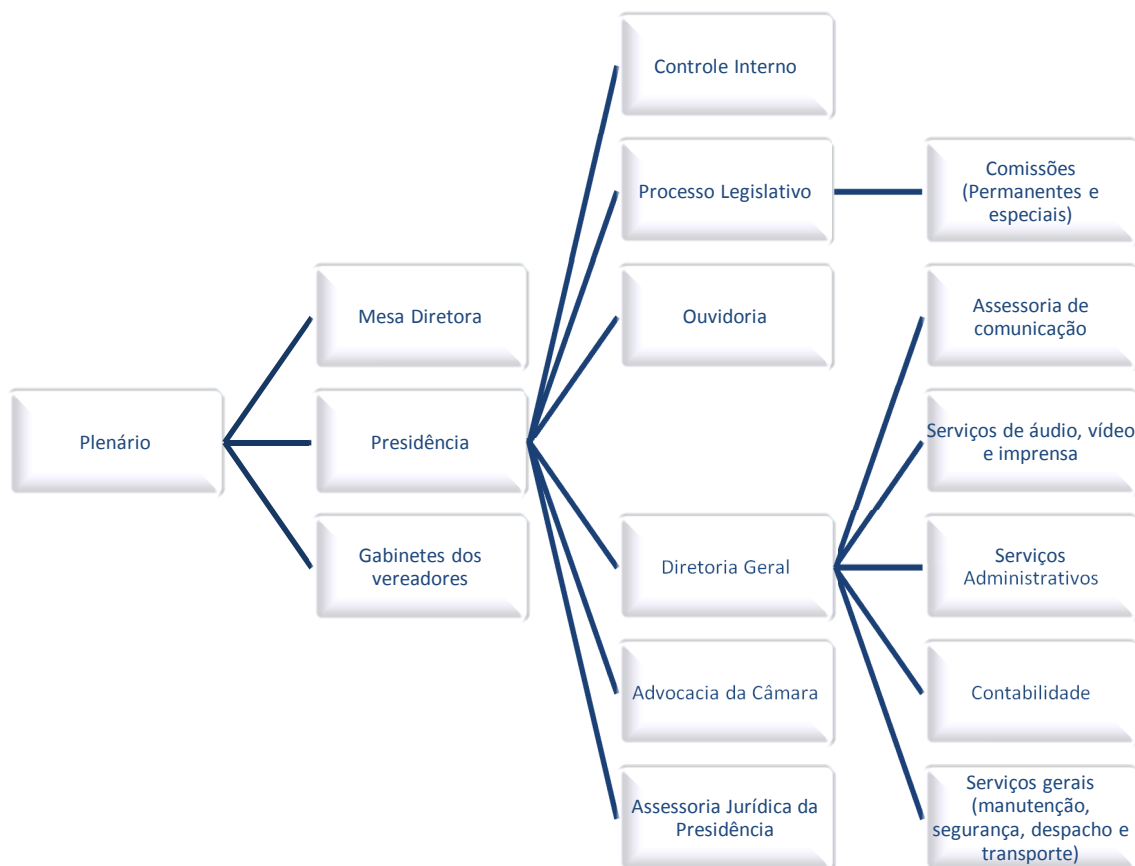 Plenário
Mesa Diretora
Presidência
Gabinetes dos
vereadores
Controle Interno
Processo Legislativo
Ouvidoria
Diretoria Geral
Advocacia da Câmara
Assessoria Jurídica da
Presidência
Comissões
(Permanentes e
especiais)
Assessoria de
comunicação
Serviços de áudio, vídeo
e imprensa
Serviços
Administrativos
Contabilidade
Serviços gerais
(manutenção,
segurança, despacho e
transporte)